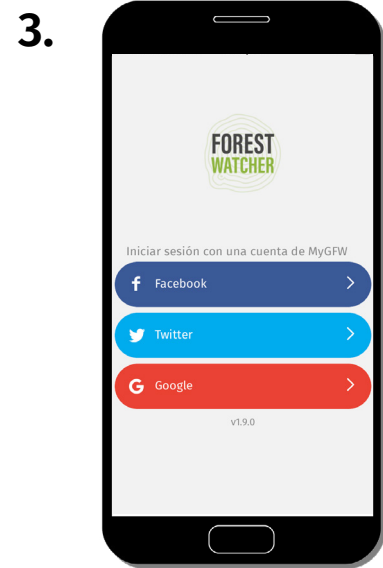 3.
FOREST
WATCHER
Iniciar sesión con una cuenta de MyGFW
Facebook
Twitter
Google
v1.9.0